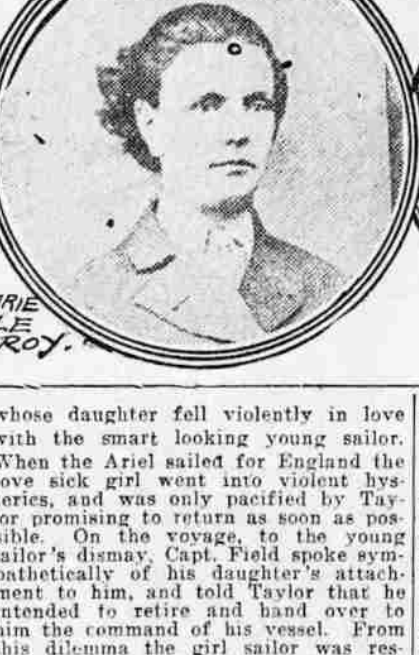 RIE
LE
ROY.
whose daughter fell violently in love
with the smart looking young sailor.
When the Ariel sailed for England the
love sick girl went into violent hys-
terics, and was only pacified by Tay-
lor promising to return as soon as pos-
sible. On the voyage, to the young
sailor's dismay, Capt. Field spoke sym-
pathetically of his daughter's attach-
ment to him, and told Taylor that he
intended to retire and hand over to
him the command of his vessel. From
this dilemma the girl sailor was res-